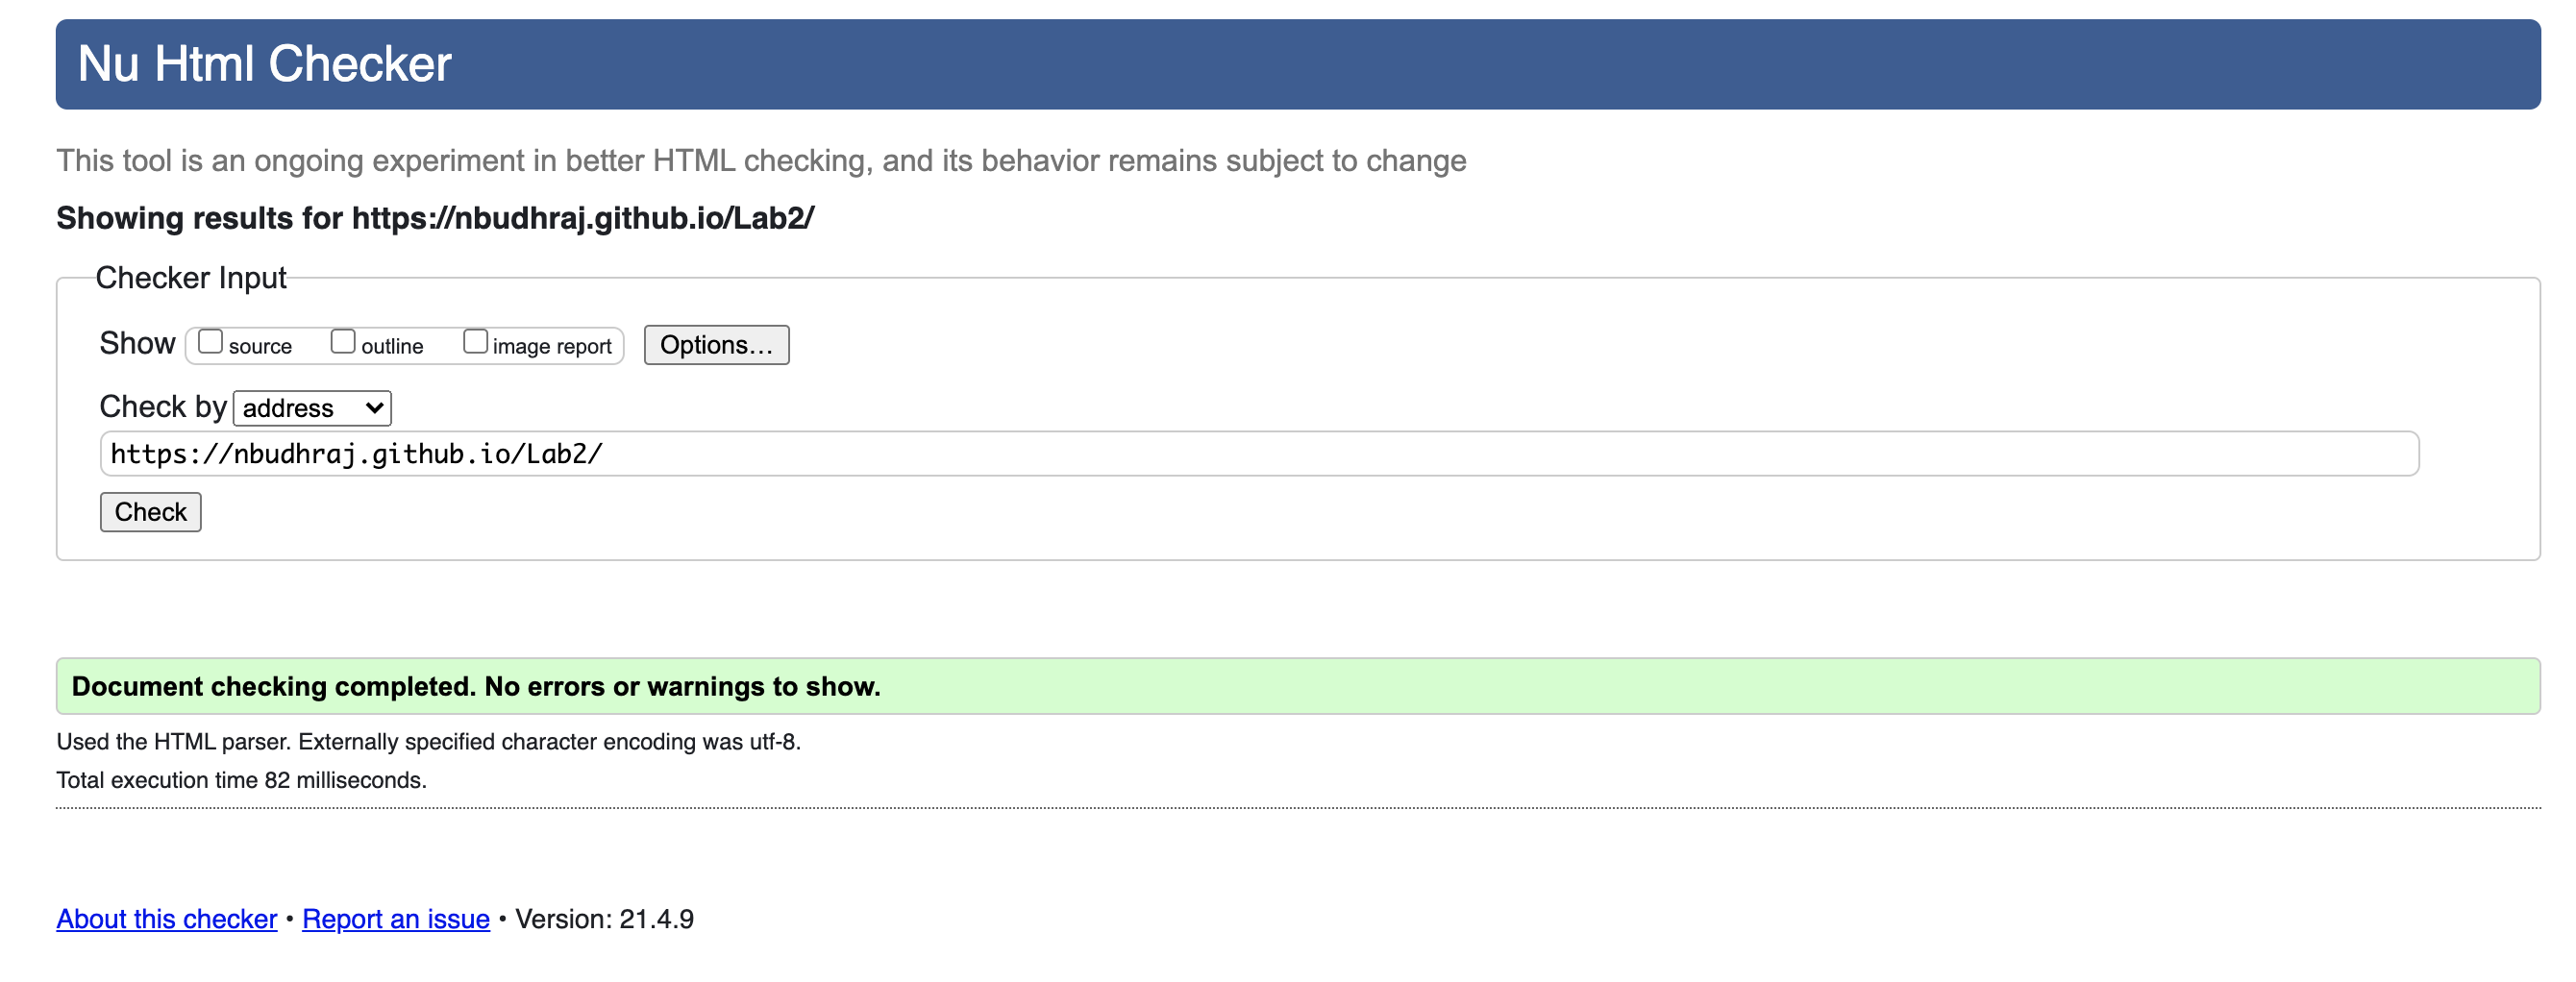 Nu Html Checker
This tool is an ongoing experiment in better HTML checking, and its behavior remains subject to change
Showing results for https://nbudhraj.github.io/Lab2/
Checker Input
Show source outline image report Options...
Check by address
https://nbudhraj.github.io/Lab2/
Check
Document checking completed. No errors or warnings to show.
Used the HTML parser. Externally specified character encoding was utf-8.
Total execution time 82 milliseconds.
About this checker • Report an issue • Version: 21.4.9